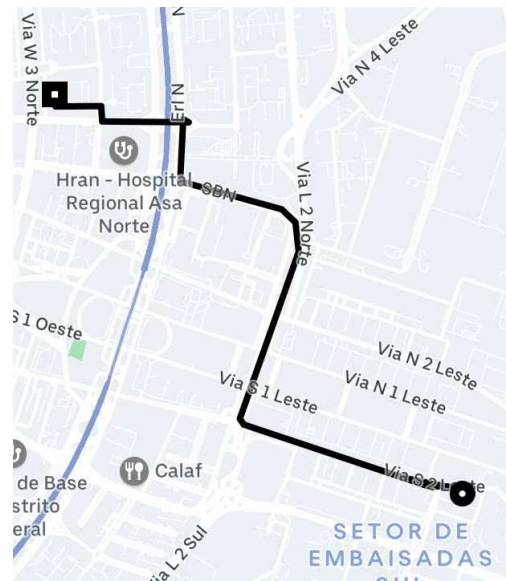 Via W 3 Norte
N
Via N 4 Leste
Eri N
Hran - Hospital
Regional Asa
Norte
SBN
Via L 2 Norte
S 1 Oeste
Via N 2 Leste
Via S 1 Leste
Via N 1 Leste
Calaf
Via S 2 Leste
de Base
strito
eral
ia L 2 Sul
SETOR DE
EMBAIXADAS